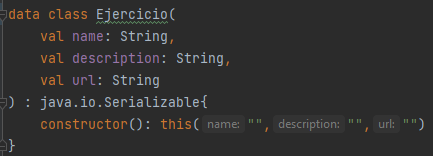 data class Ejercicio(
    val name: String,
    val description: String,
    val url: String
) : java.io.Serializable{
    constructor(): this( name: "", description: "", url: "")
}